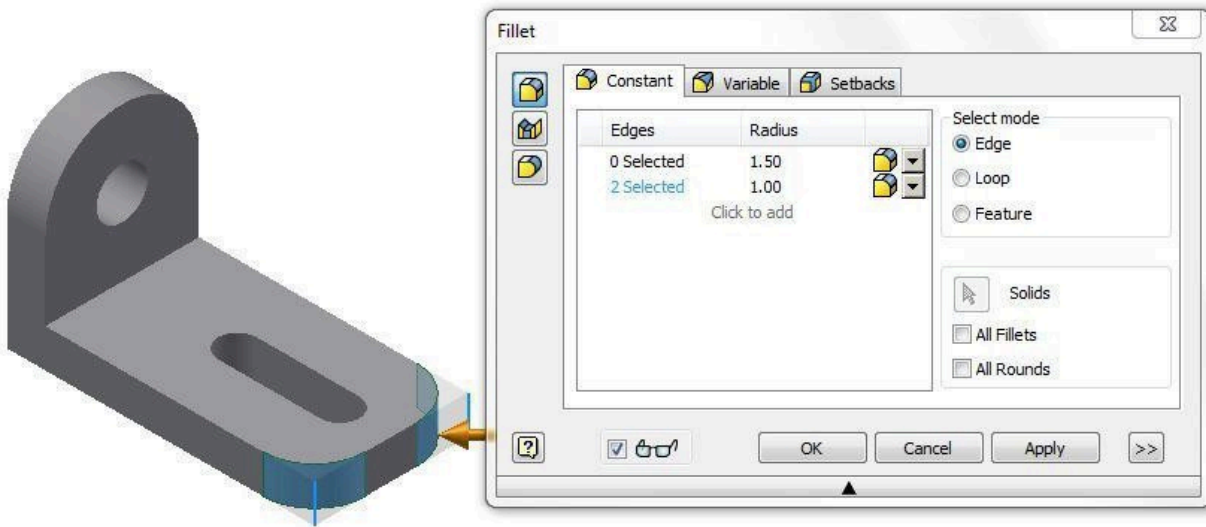 Fillet
Constant Variable Setbacks
Edges Radius
0 Selected 1.50
2 Selected 1.00
Click to add
Select mode
Edge
Loop
Feature
Solids
All Fillets
All Rounds
OK Cancel Apply >>